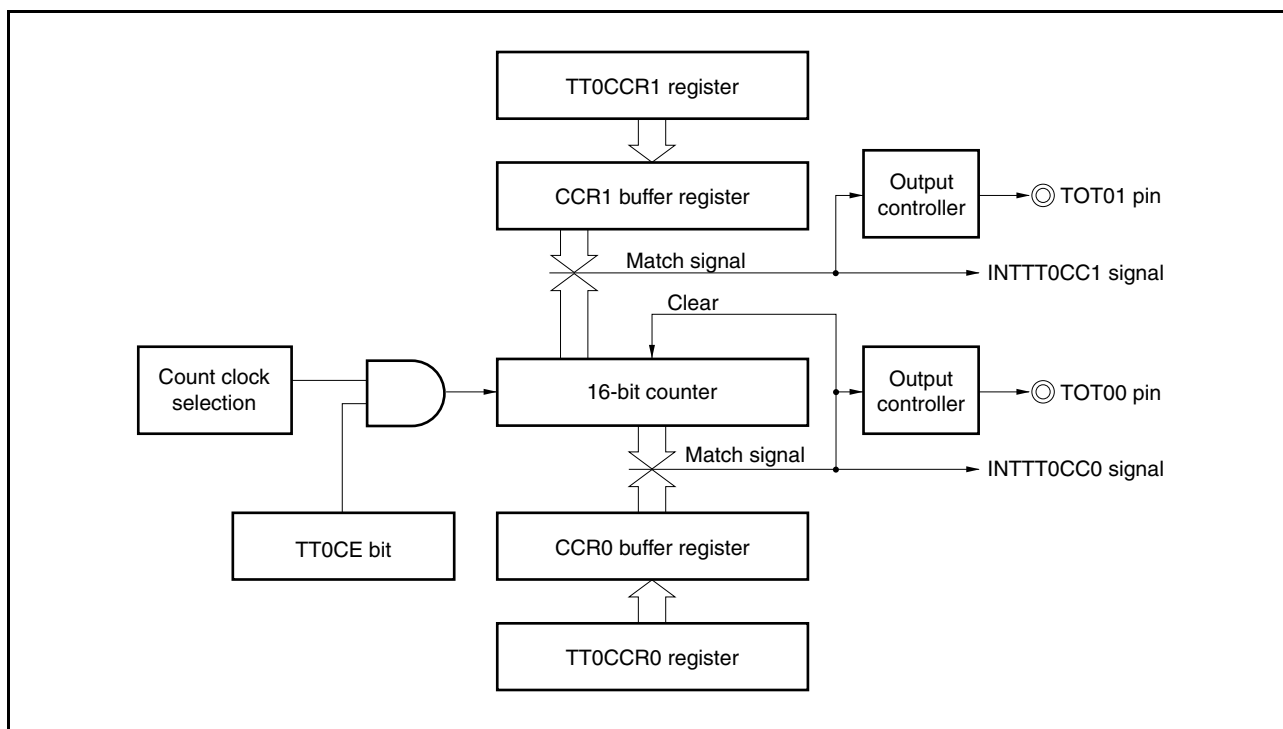 TT0CCR1 register
CCR1 buffer register
Output
controller
TOT01 pin
Match signal
INTTT0CC1 signal
Clear
Count clock
selection
16-bit counter
Output
controller
TOT00 pin
Match signal
INTTT0CC0 signal
TT0CE bit
CCR0 buffer register
TT0CCR0 register